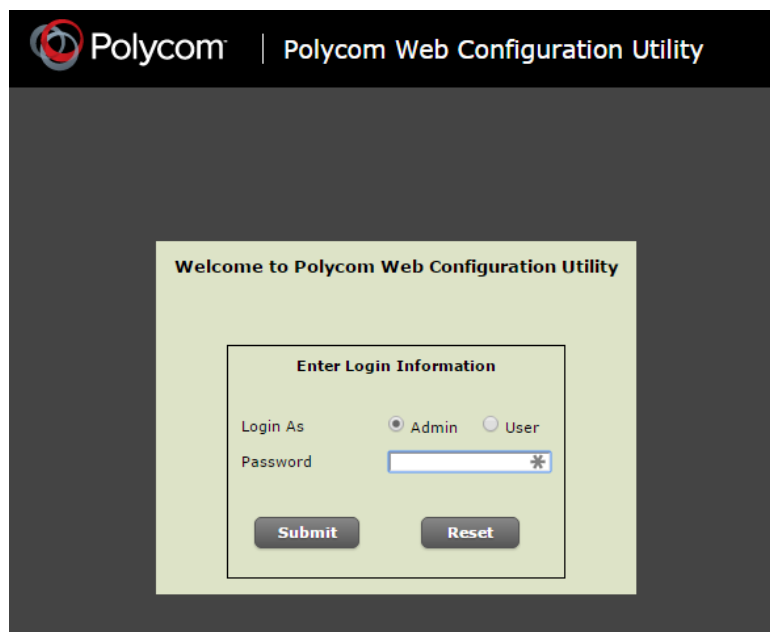 Polycom | Polycom Web Configuration Utility
Welcome to Polycom Web Configuration Utility
Enter Login Information
Login As Admin User
Password
Submit Reset